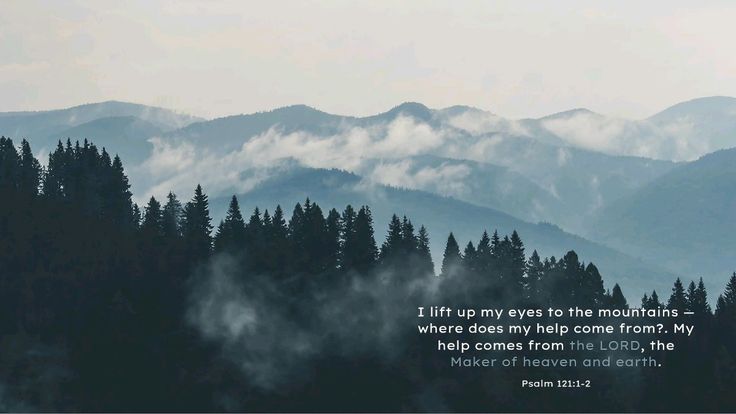 I lift up my eyes to the mountains —
where does my help come from?. My
help comes from the LORD, the
Maker of heaven and earth.
Psalm 121:1-2